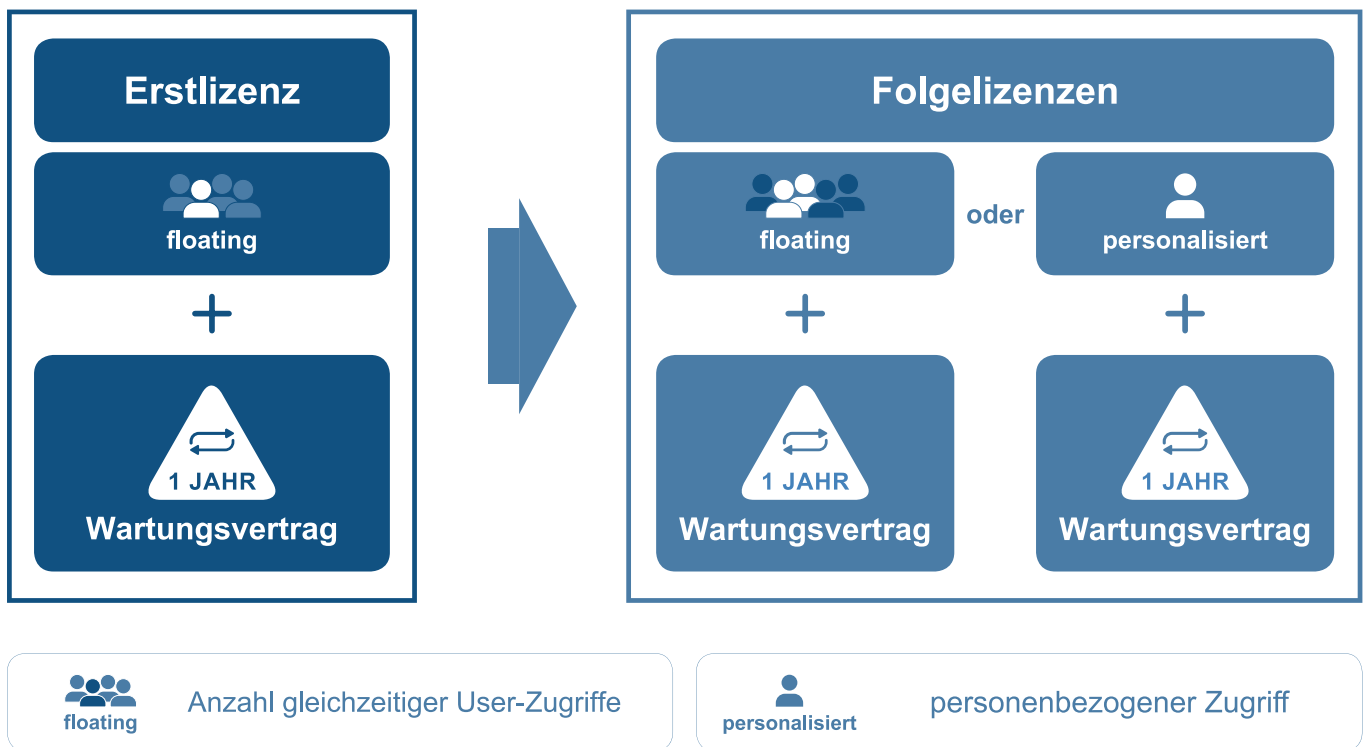 Erstlizenz
floating
+
1 JAHR
Wartungsvertrag
Folgelizenzen
floating
oder
personalisiert
+
+
1 JAHR
Wartungsvertrag
1 JAHR
Wartungsvertrag
floating
Anzahl gleichzeitiger User-Zugriffe
personalisiert
personenbezogener Zugriff